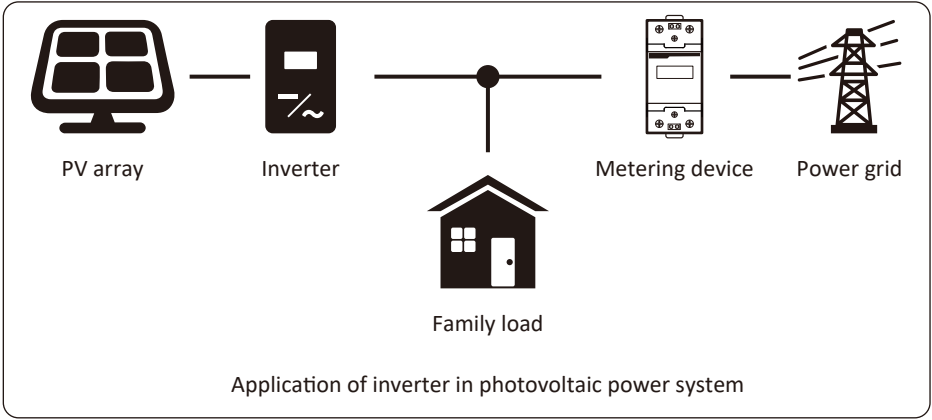 PV array
Inverter
Metering device
Power grid
Family load
Application of inverter in photovoltaic power system